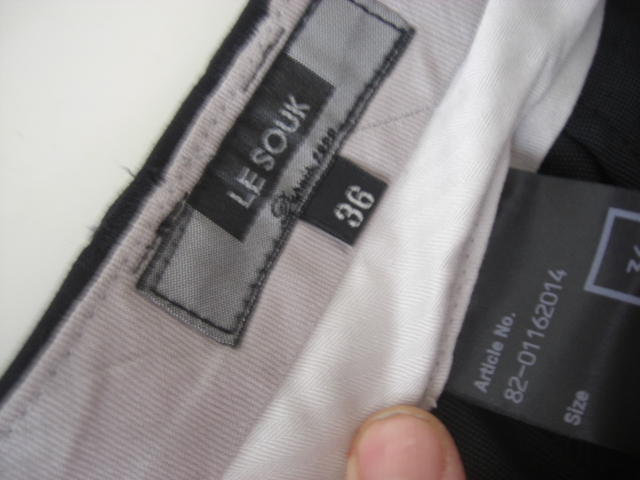 LE SOUK
36
Article No.
82-01162014
Size